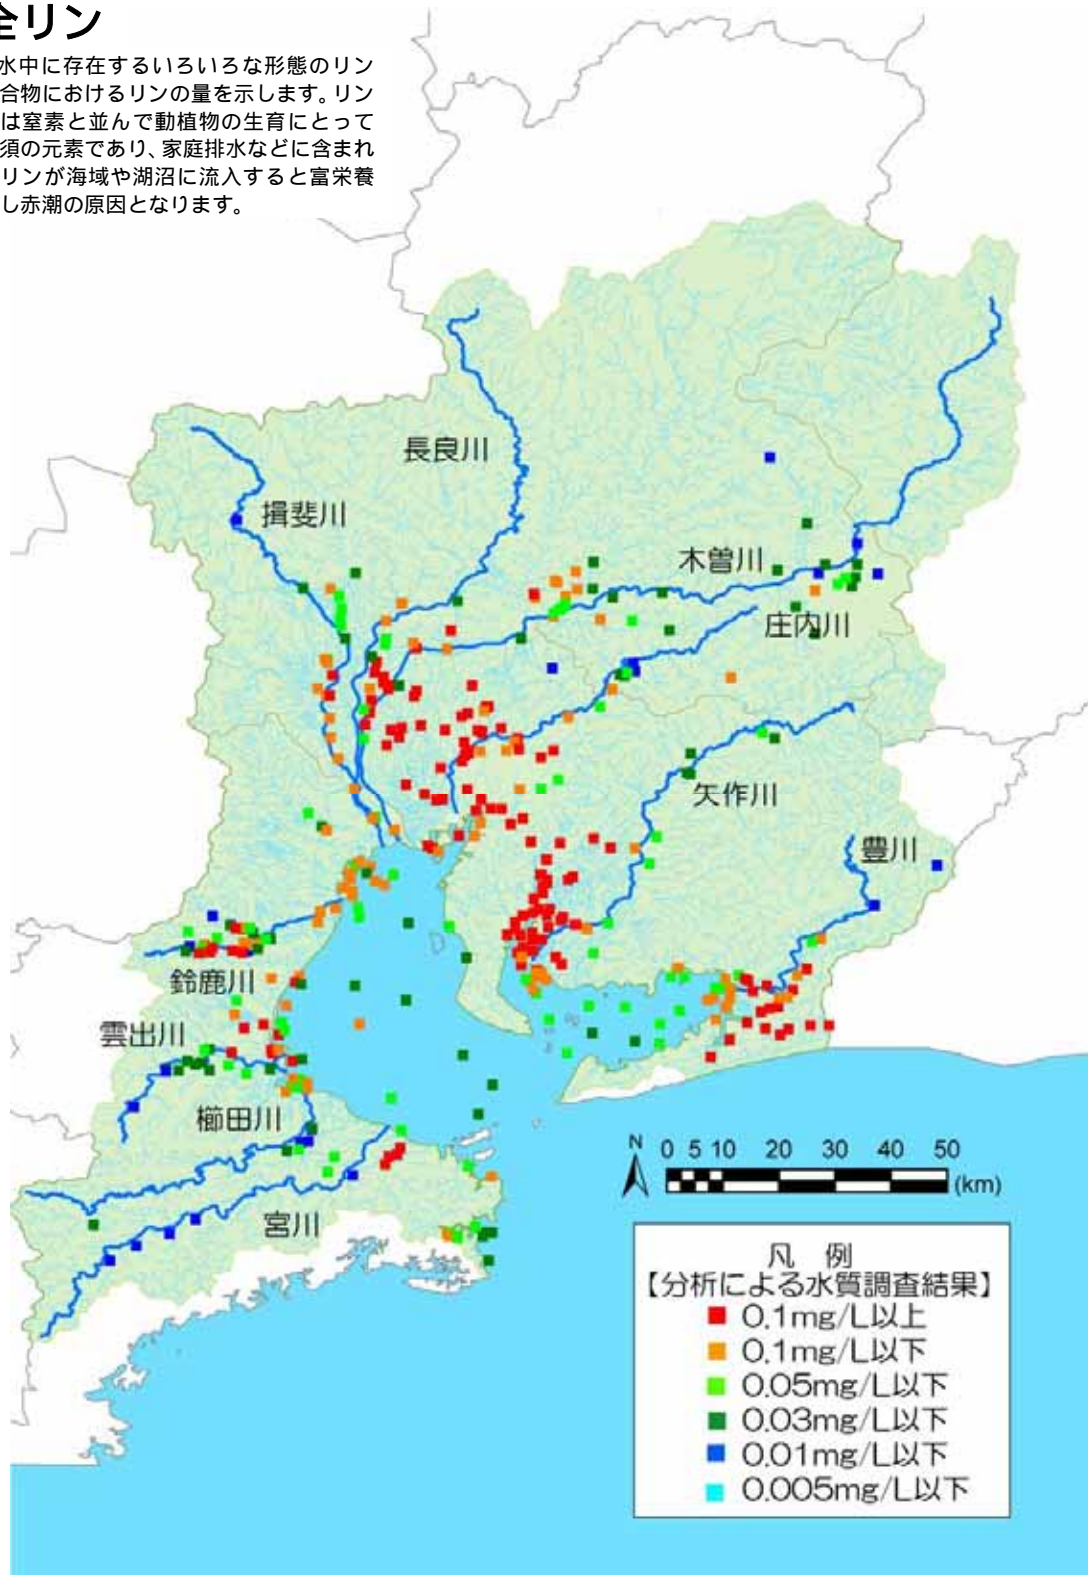 全リン
水中に存在するいろいろな形態のリン
合物におけるリンの量を示します。リン
は窒素と並んで動植物の生育にとって
須の元素であり、家庭排水などに含まれ
リンが海域や湖沼に流入すると富栄養
し赤潮の原因となります。
長良川
揖斐川
木曽川
庄内川
矢作川
豊川
鈴鹿川
雲出川
櫛田川
宮川
N 0 5 10 20 30 40 50
(km)
凡 例
【分析による水質調査結果】
0.1mg/L以上
0.1mg/L以下
0.05mg/L以下
0.03mg/L以下
0.01mg/L以下
0.005mg/L以下